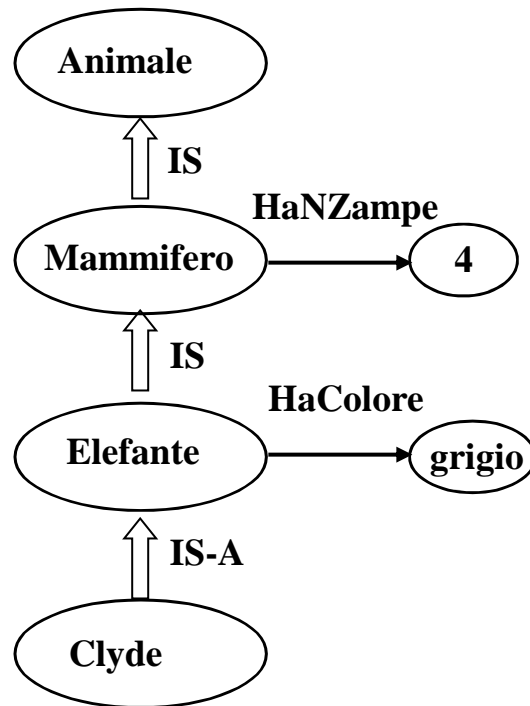 Animale
IS
HaNZampe
Mammifero
4
IS
HaColore
Elefante
grigio
IS-A
Clyde